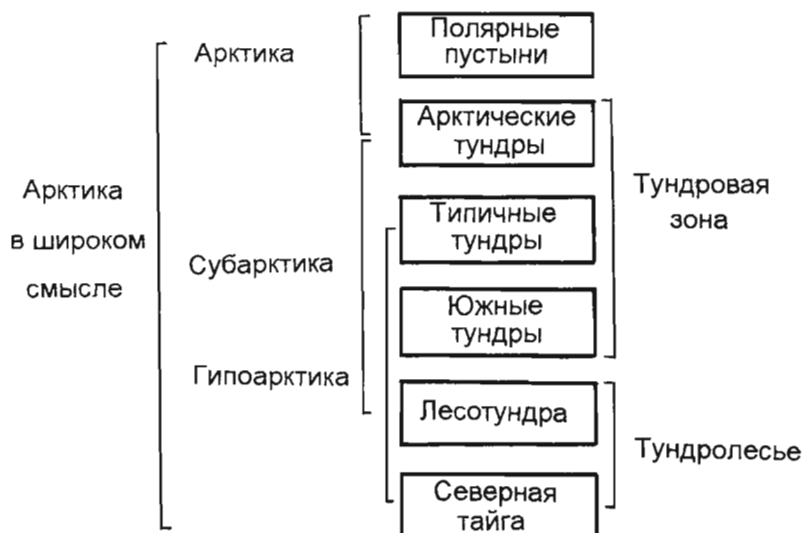 Арктика
в широком
смысле
Арктика
Субарктика
Гипоарктика
Полярные
пустыни
Арктические
тундры
Типичные
тундры
Южные
тундры
Лесотундра
Северная
тайга
Тундровая
зона
Тундролесье